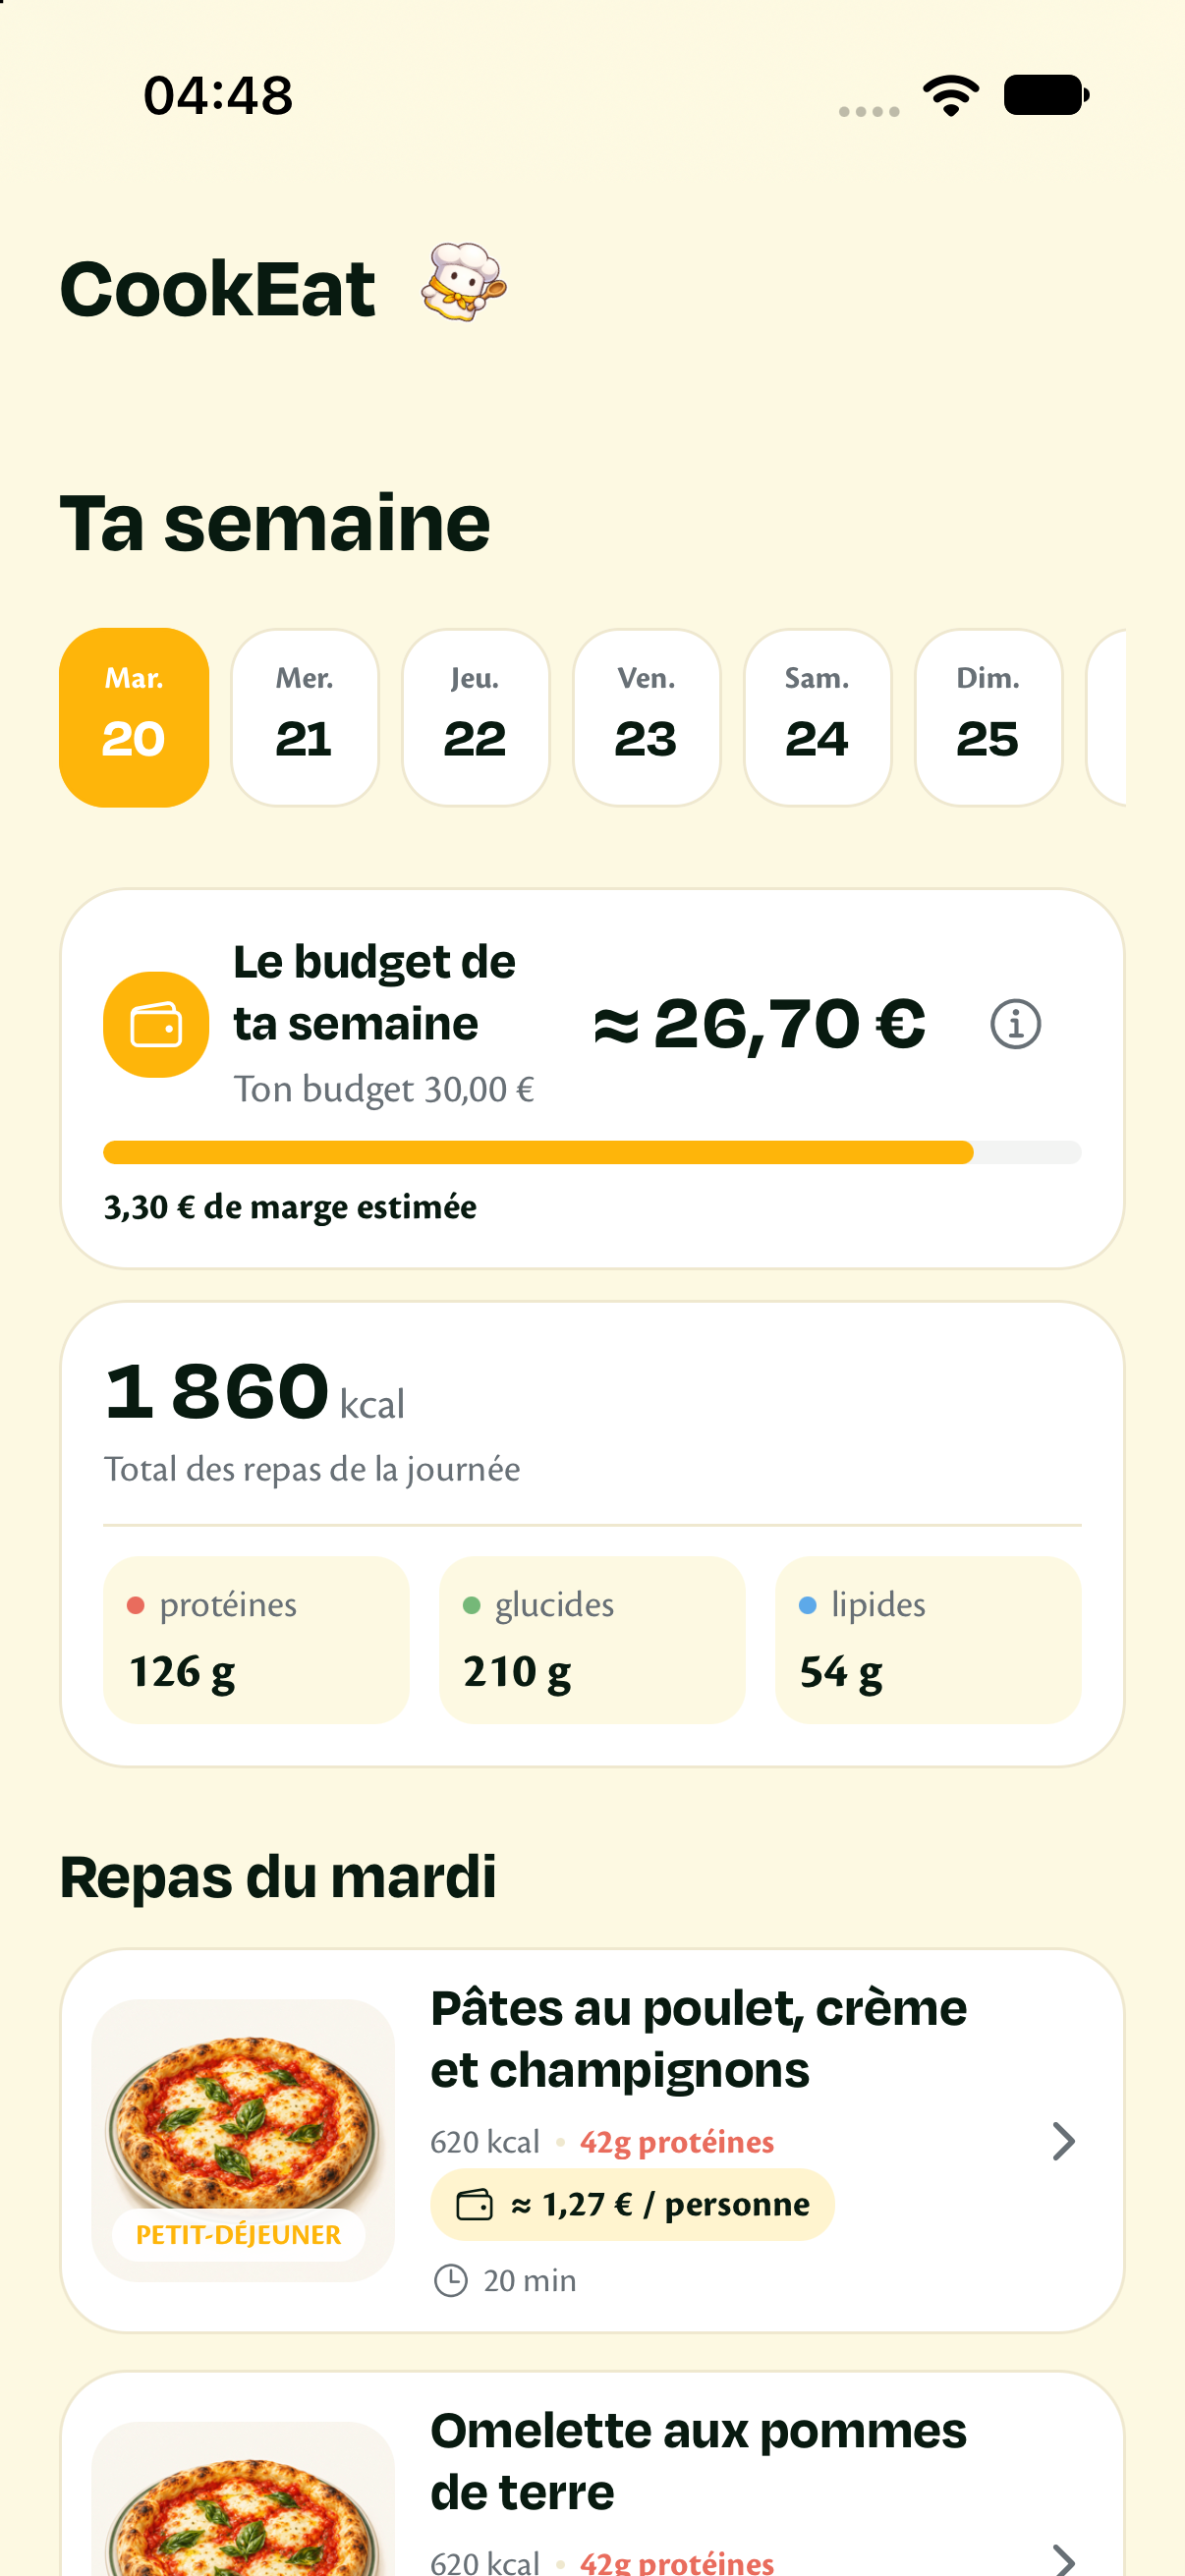 04:48
CookEat
Ta semaine
Mar. Mer. Jeu. Ven. Sam. Dim.
20 21 22 23 24 25
Le budget de
ta semaine
≈ 26,70 €
Ton budget 30,00 €
3,30 € de marge estimée
1 860 kcal
Total des repas de la journée
protéines glucides lipides
126 g 210 g 54 g
Repas du mardi
Pâtes au poulet, crème
et champignons
620 kcal • 42g protéines
≈ 1,27 € / personne
PETIT-DÉJEUNER
20 min
Omelette aux pommes
de terre
620 kcal • 42g protéines